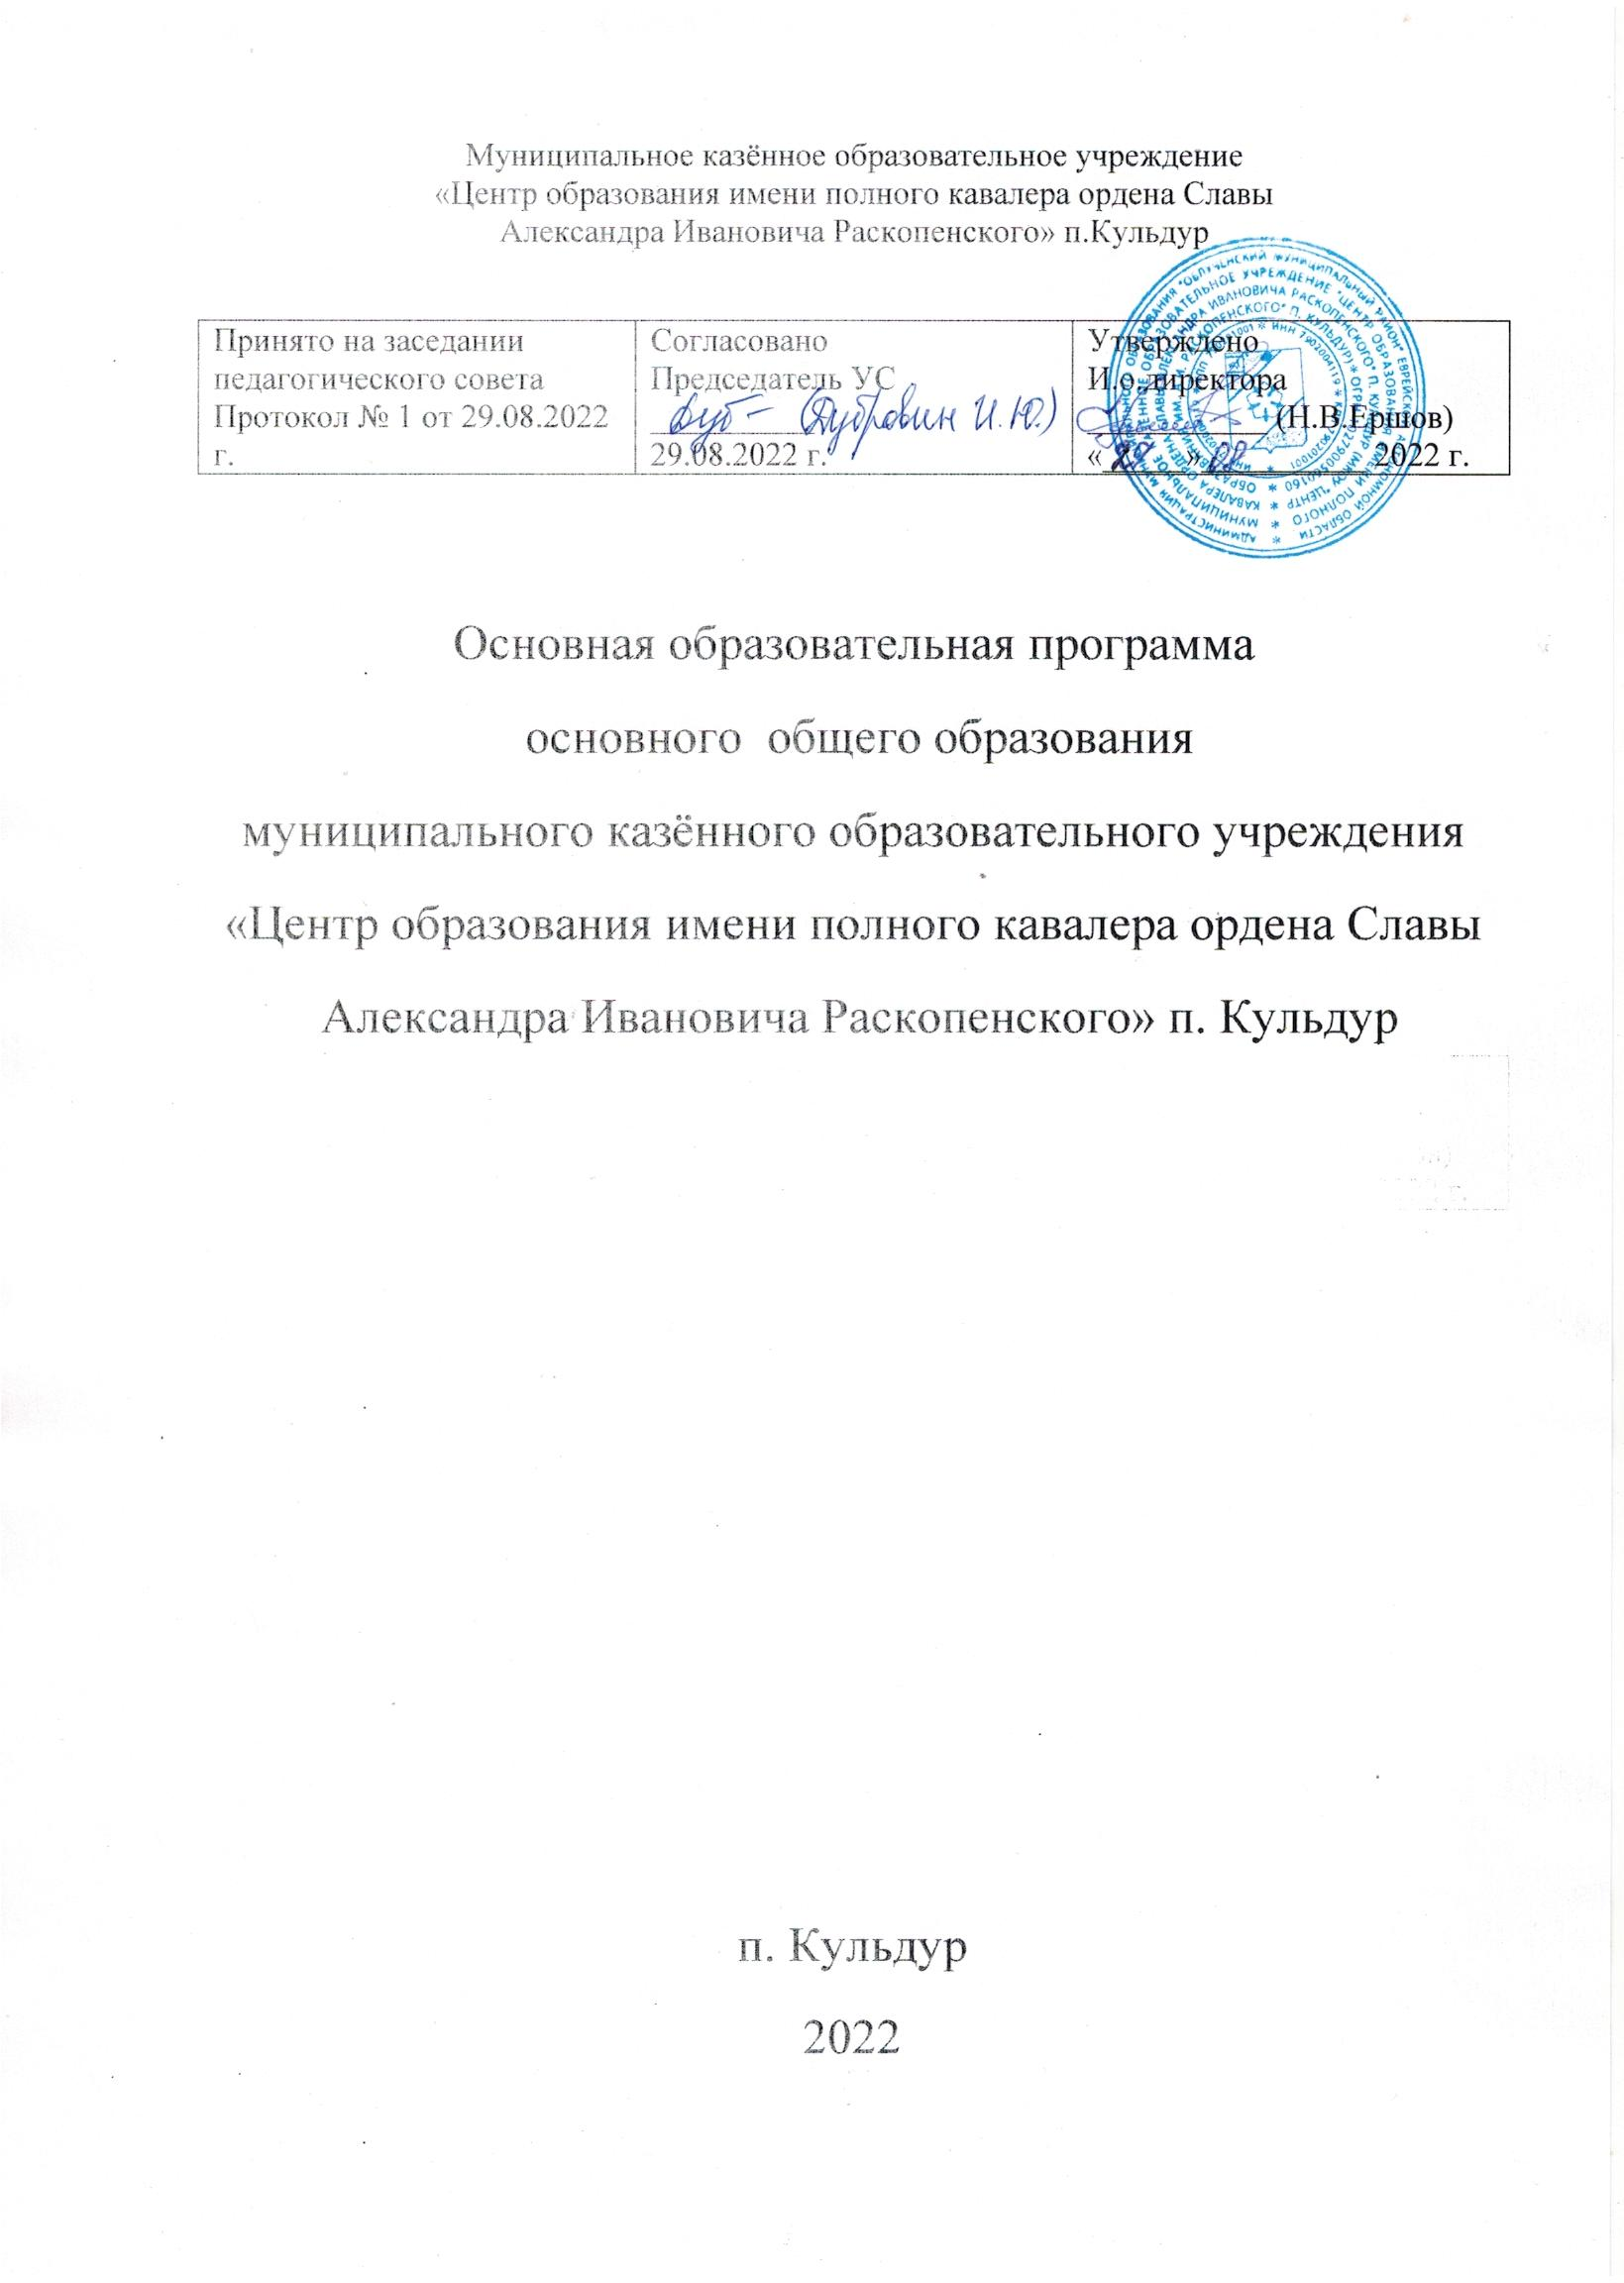 Муниципальное казённое образовательное учреждение
«Центр образования имени полного кавалера ордена Славы
Александра Ивановича Раскопенского» п.Кульдур
Принято на заседании
педагогического совета
Протокол № 1 от 29.08.2022
г.
Согласовано
Председатель УС
Дуб- (Дубровин И.Ю.)
29.08.2022 г.
Утверждено
И.о.директора
(Н.В.Ершов)
«29» 08 2022 г.
Основная образовательная программа
основного  общего образования
муниципального казённого образовательного учреждения
«Центр образования имени полного кавалера ордена Славы
Александра Ивановича Раскопенского» п. Кульдур
п. Кульдур
2022